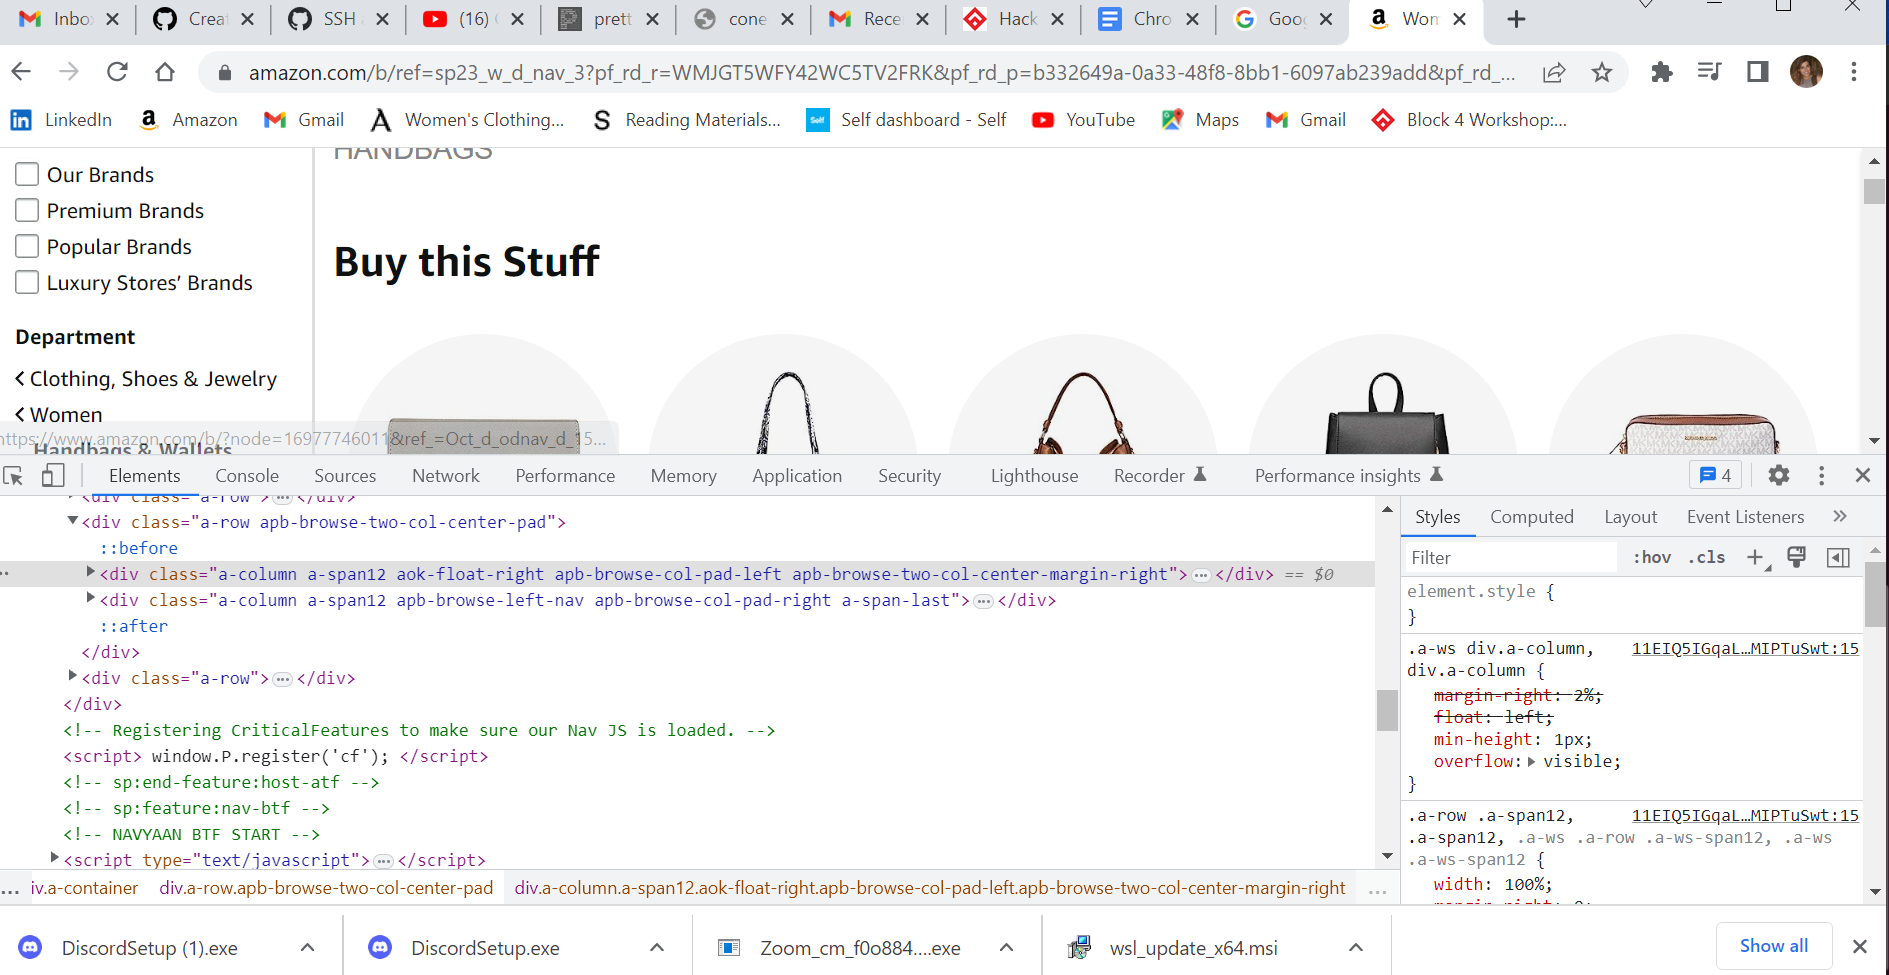 Inbo
Creat
SSH
(16)
prett
cone
Rece
Hack
Chro
Goo
Wom
amazon.com/b/ref=sp23_w_d_nav_3?pf_rd_r=WMJGT5WFY42WC5TV2FRK&pf_rd_p=b332649a-0a33-48f8-8bb1-6097ab239add&pf_rd_...
LinkedIn
Amazon
Gmail
Women's Clothing...
Reading Materials...
Self dashboard - Self
YouTube
Maps
Gmail
Block 4 Workshop:...
HANDBAGS
Our Brands
Premium Brands
Popular Brands
Luxury Stores’ Brands
Department
Clothing, Shoes & Jewelry
Women
Handbags & Wallets
https://www.amazon.com/b/?node=16977746011&ref_=Oct_d_odnav_d_15...
Buy this Stuff
Elements
Console
Sources
Network
Performance
Memory
Application
Security
Lighthouse
Recorder
Performance insights
4
<div class="a-row">…</div>
<div class="a-row apb-browse-two-col-center-pad">
::before
<div class="a-column a-span12 aok-float-right apb-browse-col-pad-left apb-browse-two-col-center-margin-right">…</div> == $0
<div class="a-column a-span12 apb-browse-left-nav apb-browse-col-pad-right a-span-last">…</div>
::after
</div>
<div class="a-row">…</div>
</div>
<!-- Registering CriticalFeatures to make sure our Nav JS is loaded. -->
<script> window.P.register('cf'); </script>
<!-- sp:end-feature:host-atf -->
<!-- sp:feature:nav-btf -->
<!-- NAVYAAN BTF START -->
<script type="text/javascript">…</script>
... iv.a-container div.a-row.apb-browse-two-col-center-pad div.a-column.a-span12.aok-float-right.apb-browse-col-pad-left.apb-browse-two-col-center-margin-right ...
Styles
Computed
Layout
Event Listeners
Filter
:hov
.cls
element.style {
}
.a-ws div.a-column, 11EIQ5IGqaL…MIPTuSwt:15
div.a-column {
margin-right: 2%;
float: left;
min-height: 1px;
overflow: visible;
}
.a-row .a-span12, 11EIQ5IGqaL…MIPTuSwt:15
.a-span12, .a-ws .a-row .a-ws-span12, .a-ws
.a-ws-span12 {
width: 100%;
margin-right: 0;
DiscordSetup (1).exe
DiscordSetup.exe
Zoom_cm_f0o884....exe
wsl_update_x64.msi
Show all